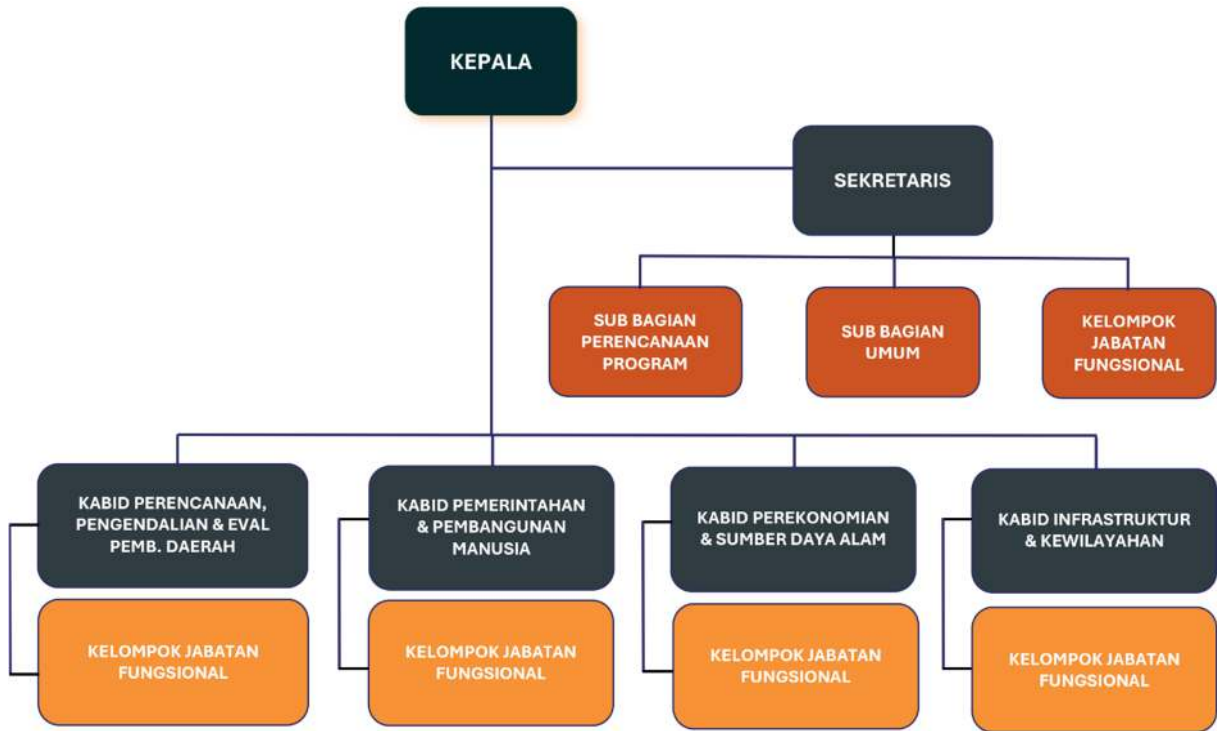 KEPALA
SEKRETARIS
SUB BAGIAN
PERENCANAAN
PROGRAM
SUB BAGIAN
UMUM
KELOMPOK
JABATAN
FUNGSIONAL
KABID PERENCANAAN,
PENGENDALIAN & EVAL
PEMB. DAERAH
KABID PEMERINTAHAN
& PEMBANGUNAN
MANUSIA
KABID PEREKONOMIAN
& SUMBER DAYA ALAM
KABID INFRASTRUKTUR
& KEWILAYAHAN
KELOMPOK JABATAN
FUNGSIONAL
KELOMPOK JABATAN
FUNGSIONAL
KELOMPOK JABATAN
FUNGSIONAL
KELOMPOK JABATAN
FUNGSIONAL